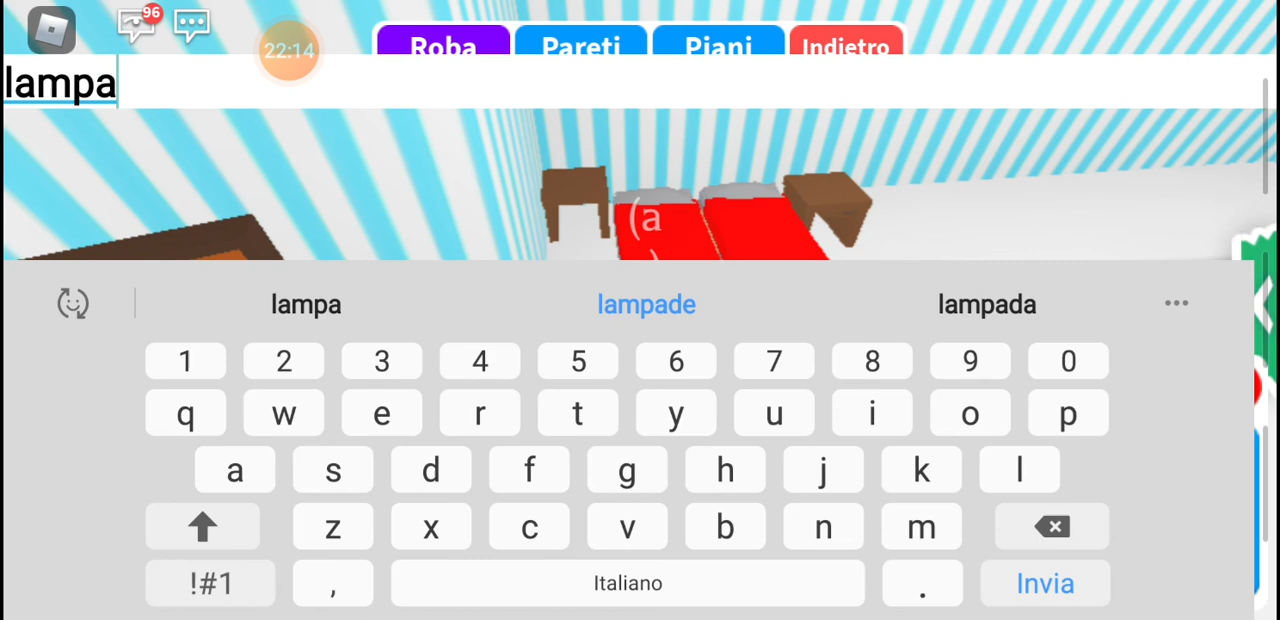 96
22:14
Roba Pareti Piani Indietro
lampa
(a
)
lampa lampade lampada
1 2 3 4 5 6 7 8 9 0
q w e r t y u i o p
a s d f g h j k l
z x c v b n m
!#1 , Italiano . Invia